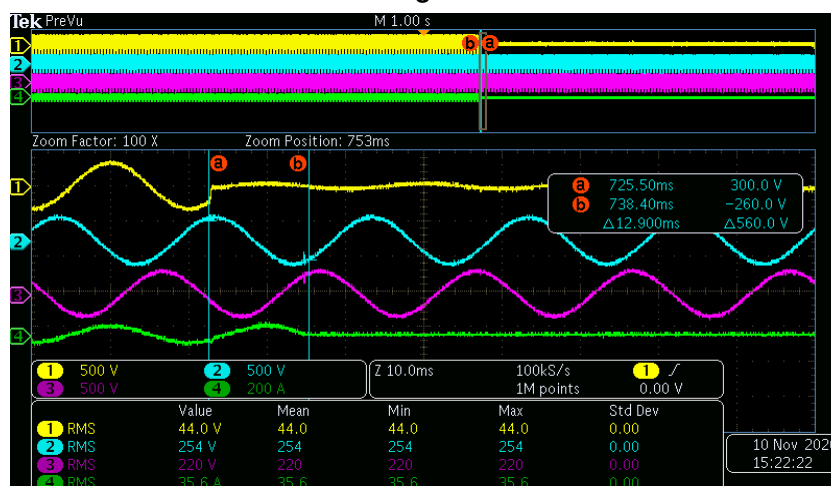 Tek PreVu M 1.00 s
b a
1
2
3
4
Zoom Factor: 100 X Zoom Position: 753ms
a b
1
a 725.50ms 300.0 V
b 738.40ms −260.0 V
△12.900ms △560.0 V
2
3
4
1 500 V 2 500 V Z 10.0ms 100kS/s 1 /
3 500 V 4 200 A 1M points 0.00 V
Value Mean Min Max Std Dev
1 RMS 44.0 V 44.0 44.0 44.0 0.00
2 RMS 254 V 254 254 254 0.00
3 RMS 220 V 220 220 220 0.00
4 RMS 35.6 A 35.6 35.6 35.6 0.00
10 Nov 202
15:22:22